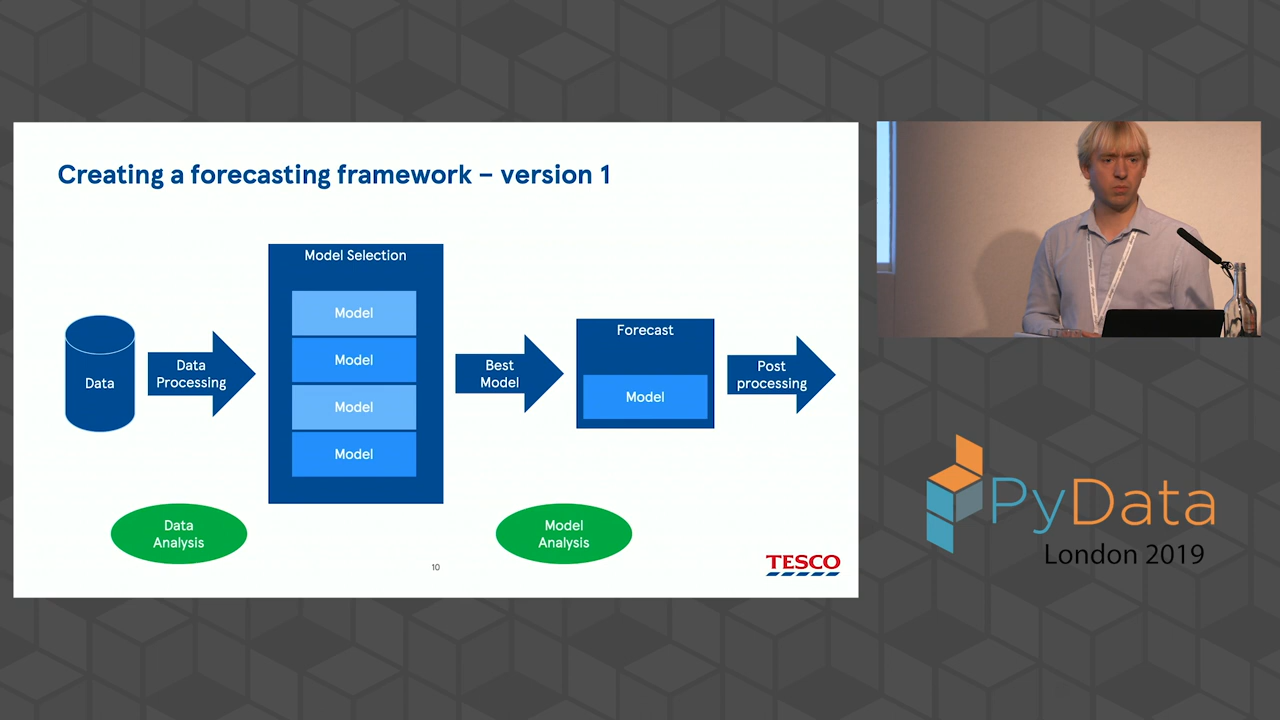 Creating a forecasting framework – version 1
Model Selection
Model
Model
Model
Model
Data
Data
Processing
Best
Model
Forecast
Model
Post
processing
Data
Analysis
Model
Analysis
10
TESCO
PyData
London 2019